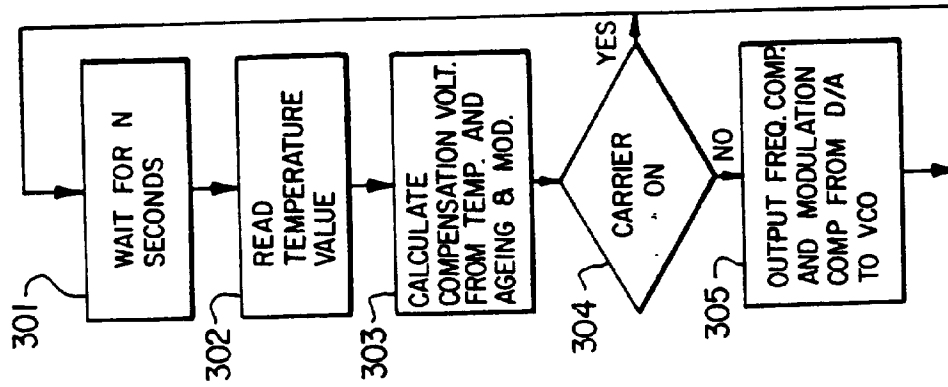 301
WAIT FOR N
SECONDS
302
READ
TEMPERATURE
VALUE
303
CALCULATE
COMPENSATION VOLT.
FROM TEMP. AND
AGEING & MOD.
304
CARRIER
ON
YES
NO
305
OUTPUT FREQ. COMP.
AND MODULATION
COMP FROM D/A
TO VCO